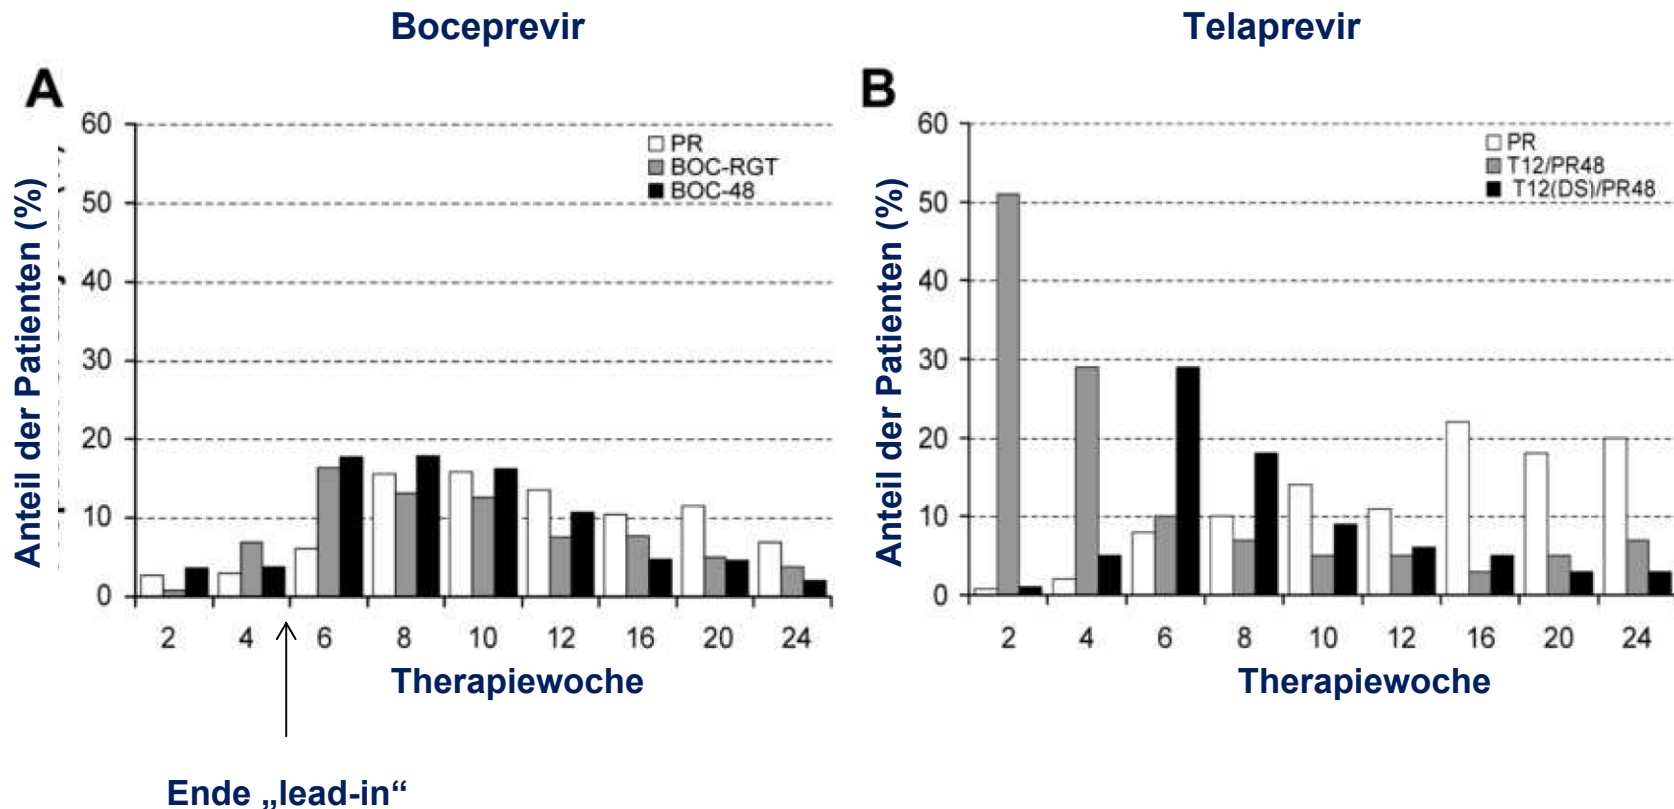 Boceprevir
Telaprevir
A
Anteil der Patienten (%)
60
50
40
30
20
10
0
PR
BOC-RGT
BOC-48
2 4 6 8 10 12 16 20 24
Therapiewoche
Ende „lead-in“
B
Anteil der Patienten (%)
60
50
40
30
20
10
0
PR
T12/PR48
T12(DS)/PR48
2 4 6 8 10 12 16 20 24
Therapiewoche